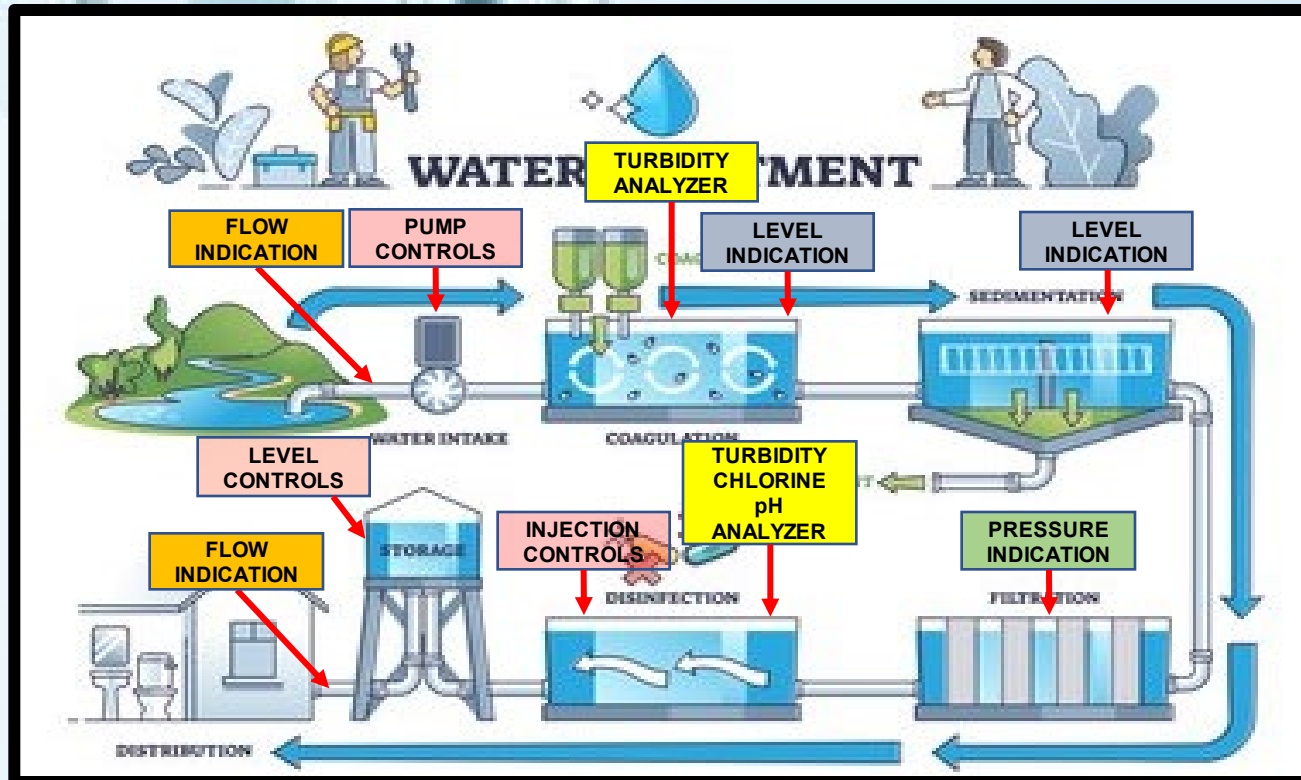 WATER TMENT
TURBIDITY
ANALYZER
FLOW
INDICATION
PUMP
CONTROLS
LEVEL
INDICATION
LEVEL
INDICATION
SEDIMENTATION
WATER INTAKE
COAGULATION
LEVEL
CONTROLS
TURBIDITY
CHLORINE
pH
ANALYZER
STORAGE
FLOW
INDICATION
INJECTION
CONTROLS
PRESSURE
INDICATION
DISINFECTION
FILTRATION
DISTRIBUTION